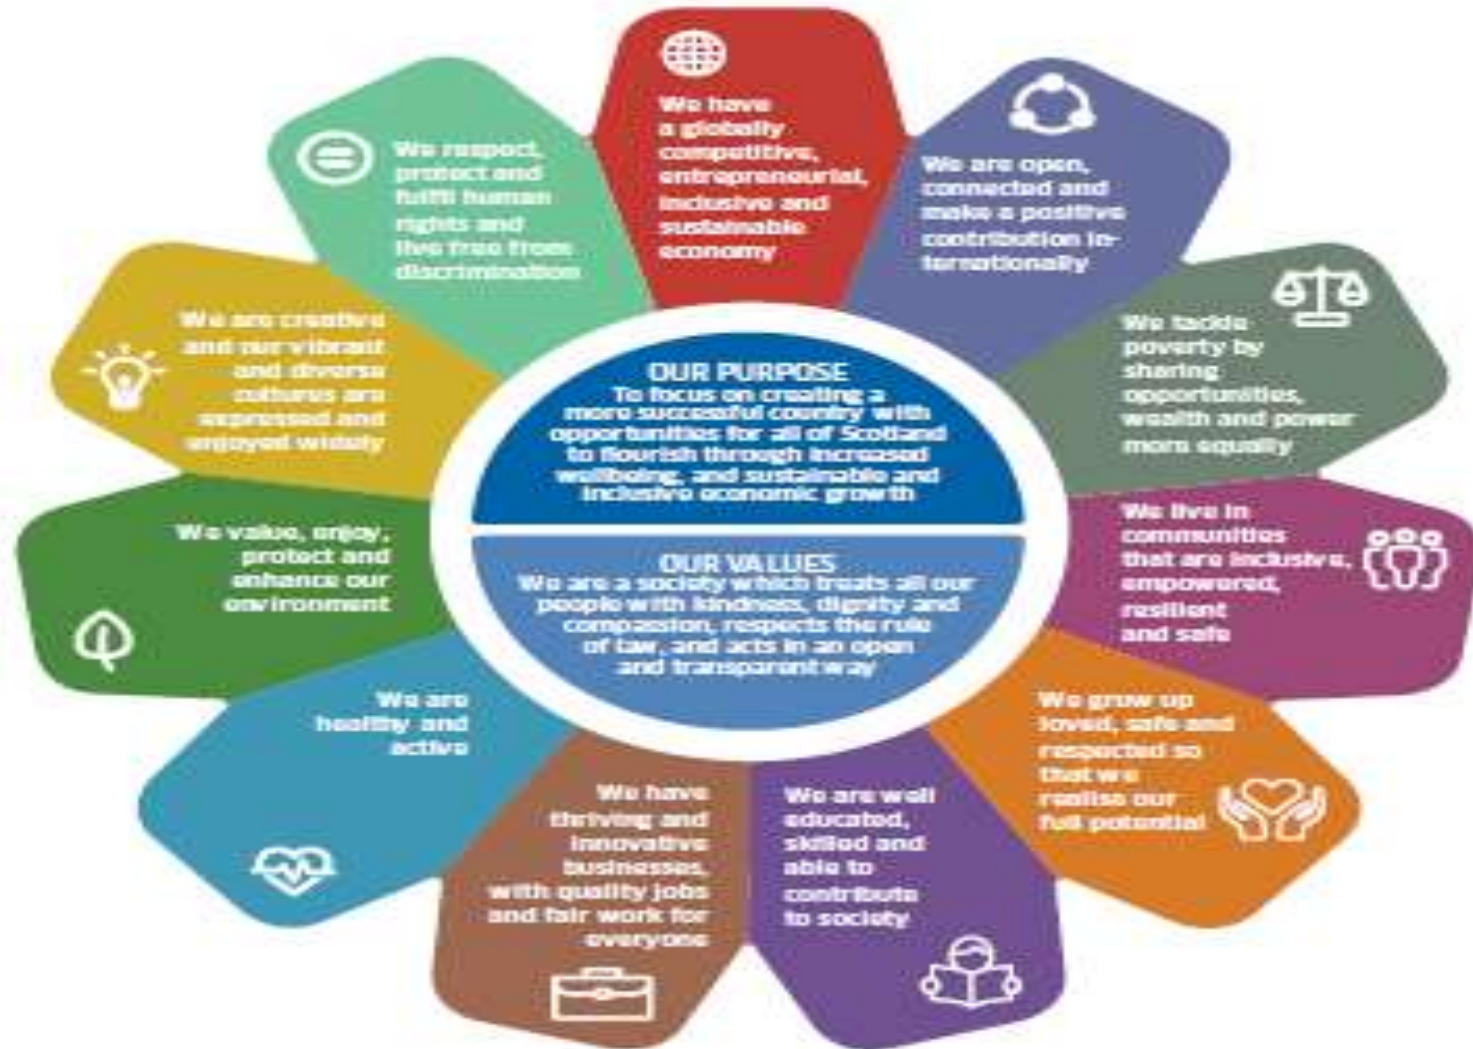 We have
a globally
competitive,
entrepreneurial,
inclusive and
sustainable
economy
We are open,
connected and
make a positive
contribution in-
ternationally
We tackle
poverty by
sharing
opportunities,
wealth and power
more equally
We live in
communities
that are inclusive,
empowered,
resilient
and safe
We grow up
loved, safe and
respected so
that we
realise our
full potential
We are well
educated,
skilled and
able to
contribute
to society
We have
thriving and
innovative
businesses,
with quality jobs
and fair work for
everyone
We are
healthy and
active
We value, enjoy,
protect and
enhance our
environment
We are creative
and our vibrant
and diverse
cultures are
expressed and
enjoyed widely
We respect,
protect and
fulfil human
rights and
live free from
discrimination
OUR PURPOSE
To focus on creating a
more successful country with
opportunities for all of Scotland
to flourish through increased
wellbeing, and sustainable and
inclusive economic growth
OUR VALUES
We are a society which treats all our
people with kindness, dignity and
compassion, respects the rule
of law, and acts in an open
and transparent way